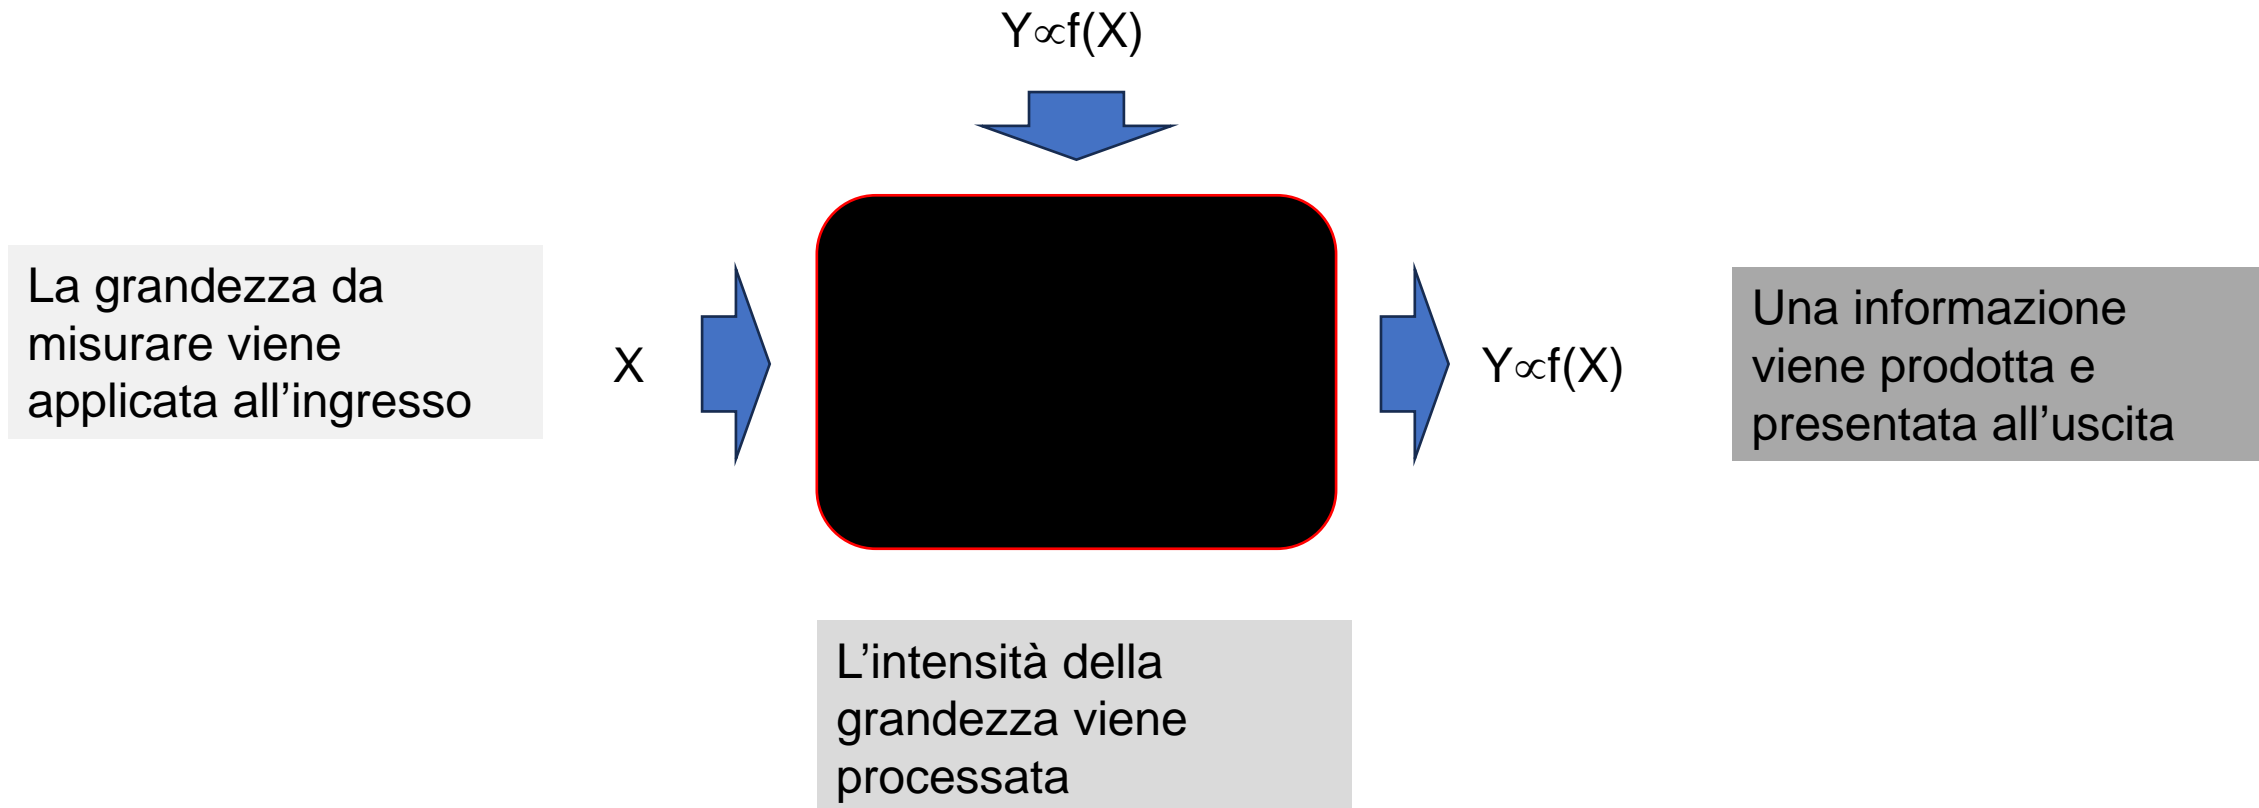 Y∝f(X)
La grandezza da
misurare viene
applicata all’ingresso
X
Y∝f(X)
Una informazione
viene prodotta e
presentata all’uscita
L’intensità della
grandezza viene
processata